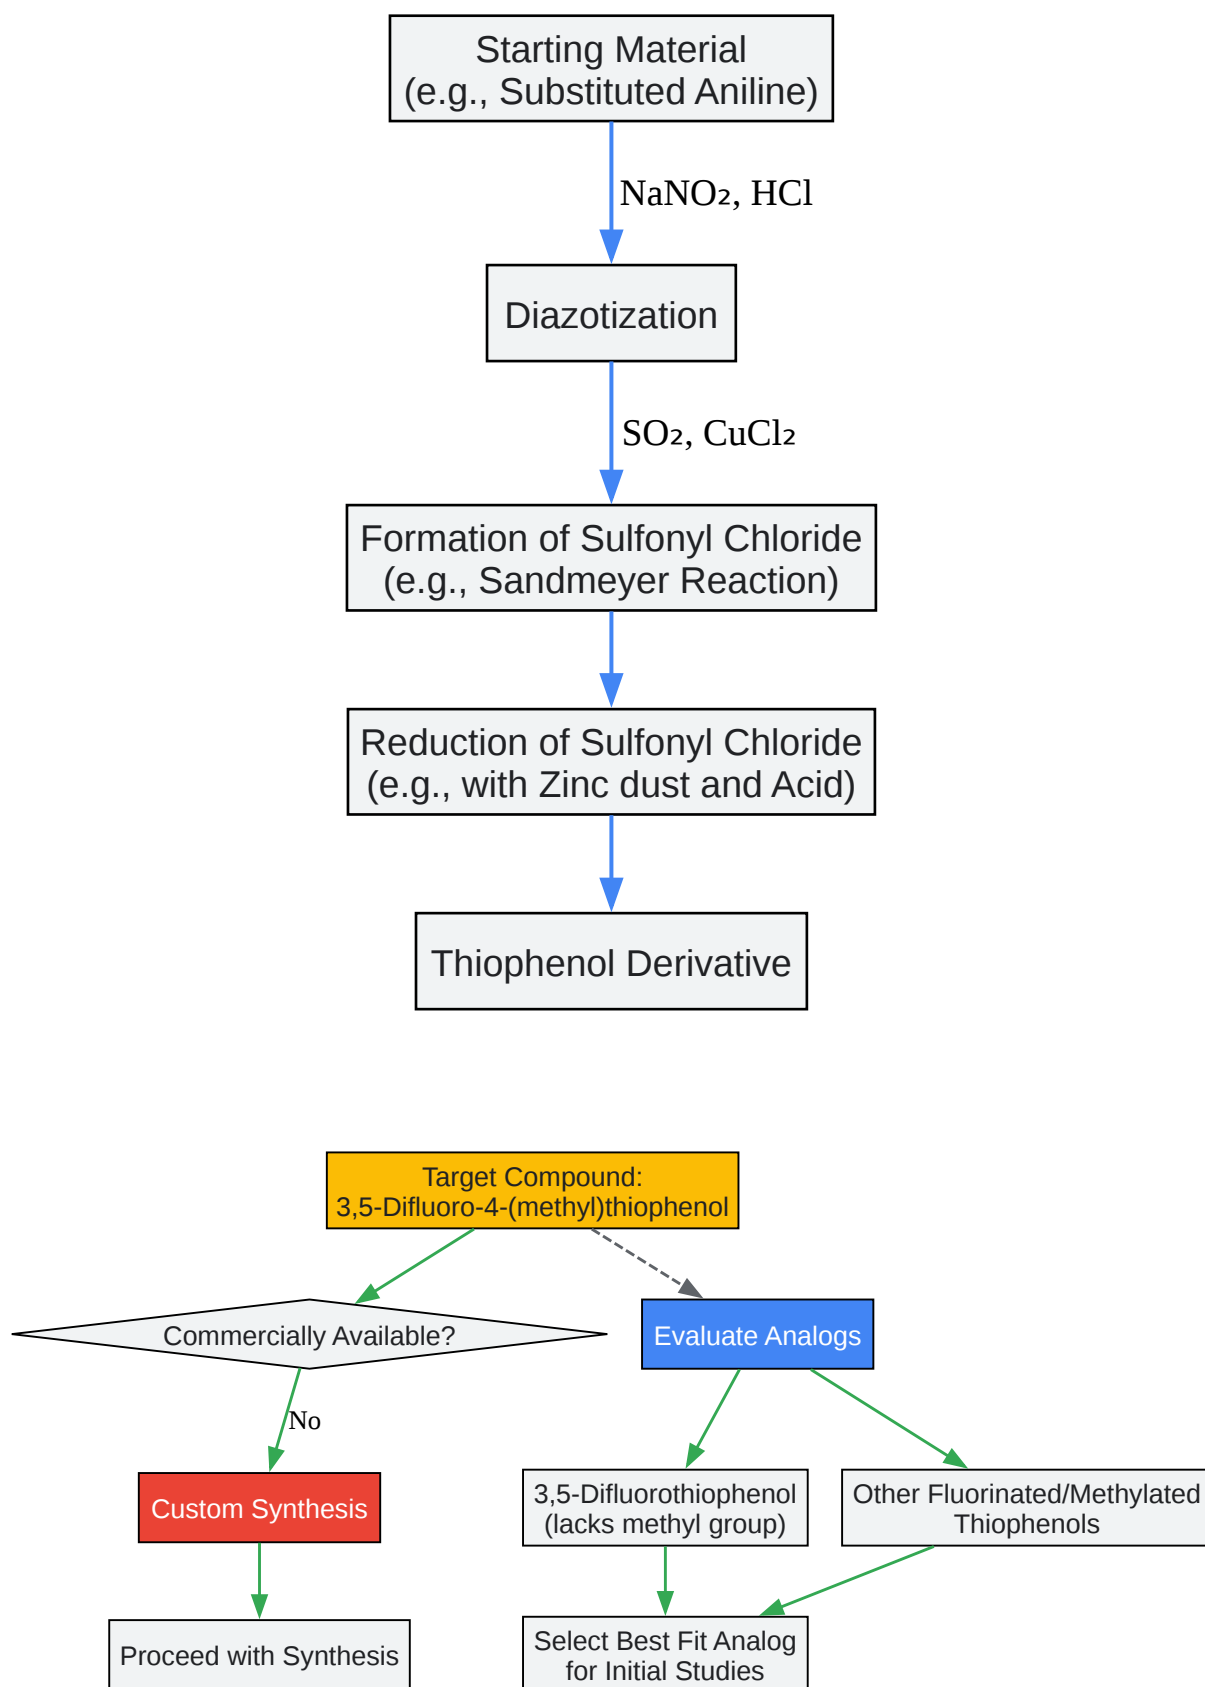 Starting Material
(e.g., Substituted Aniline)
NaNO₂, HCl
Diazotization
SO₂, CuCl₂
Formation of Sulfonyl Chloride
(e.g., Sandmeyer Reaction)
Reduction of Sulfonyl Chloride
(e.g., with Zinc dust and Acid)
Thiophenol Derivative
Target Compound:
3,5-Difluoro-4-(methyl)thiophenol
Commercially Available?
Evaluate Analogs
No
Custom Synthesis
3,5-Difluorothiophenol
(lacks methyl group)
Other Fluorinated/Methylated
Thiophenols
Proceed with Synthesis
Select Best Fit Analog
for Initial Studies